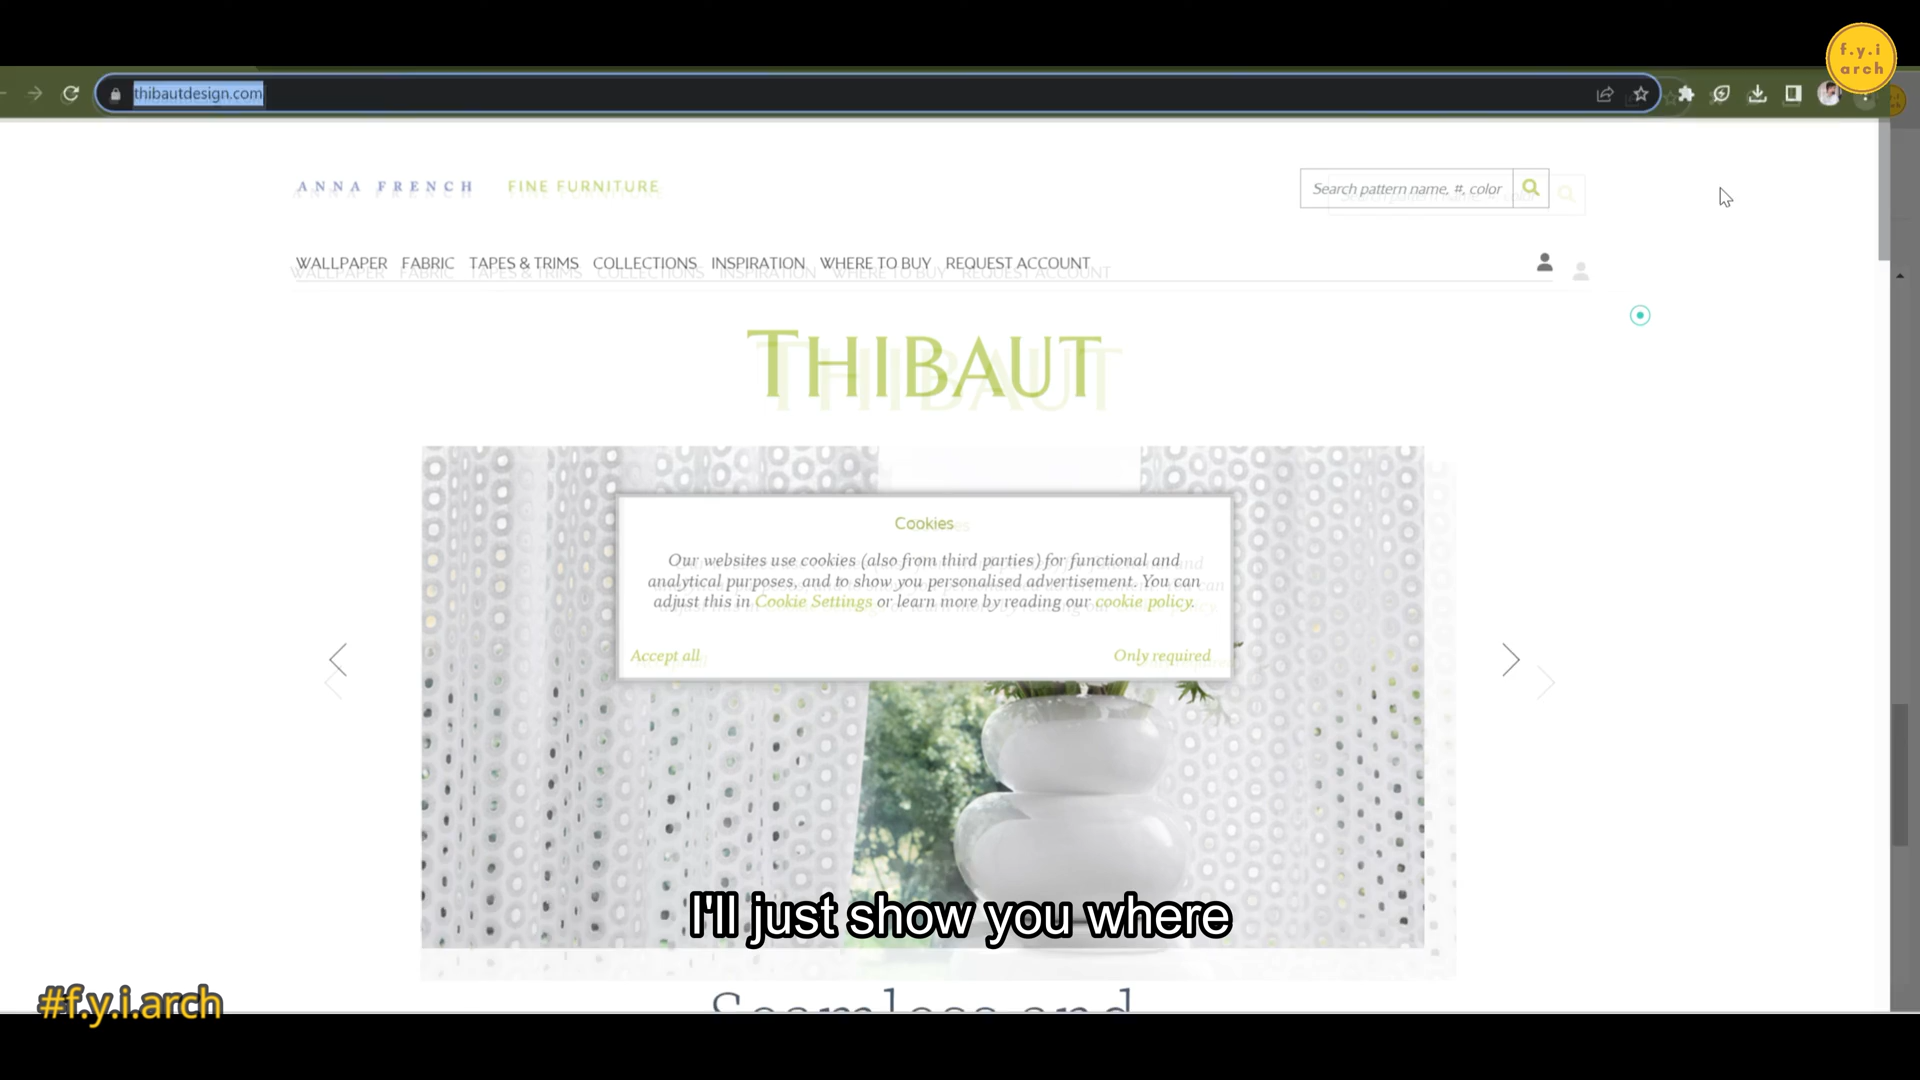 f.y.i
arch
thibautdesign.com
ANNA FRENCH FINE FURNITURE
Search pattern name, #, color
WALLPAPER FABRIC TAPES & TRIMS COLLECTIONS INSPIRATION WHERE TO BUY REQUEST ACCOUNT
THIBAUT
Cookies
Our websites use cookies (also from third parties) for functional and
analytical purposes, and to show you personalised advertisement. You can
adjust this in Cookie Settings or learn more by reading our cookie policy.
Accept all Only required
I'll just show you where
#f.y.i.arch
Seamless and